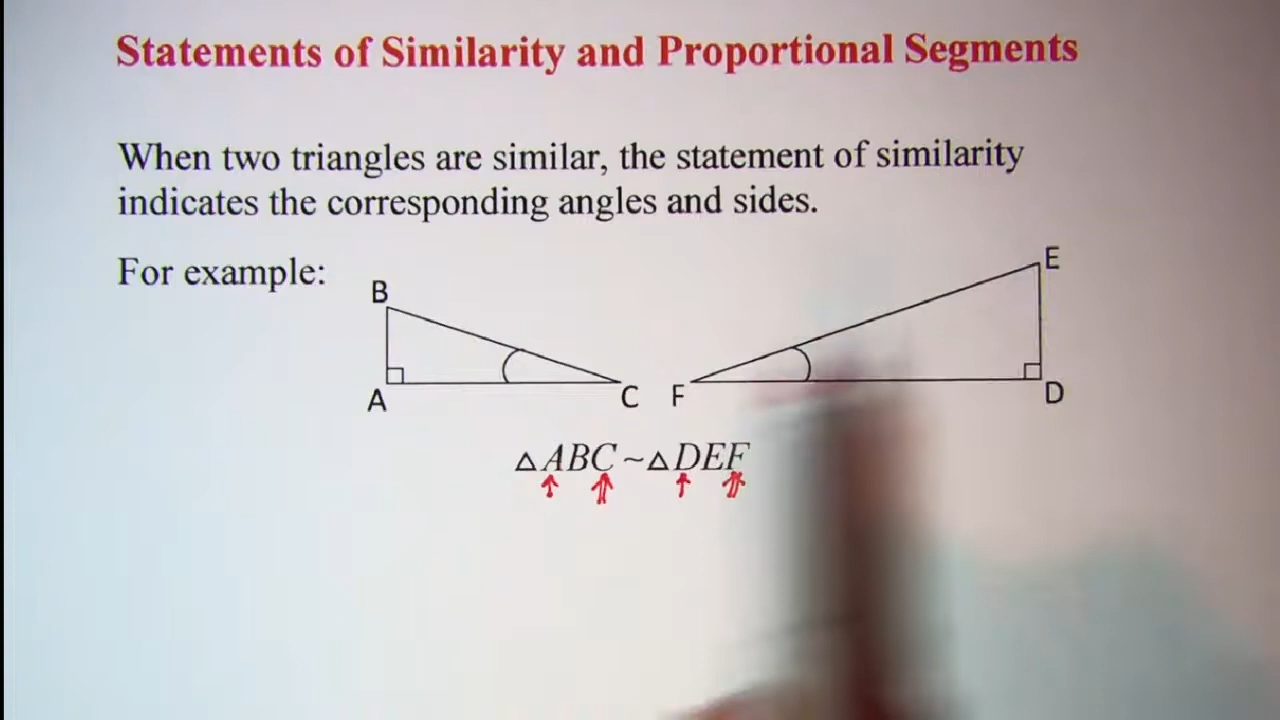 Statements of Similarity and Proportional Segments
When two triangles are similar, the statement of similarity
indicates the corresponding angles and sides.
For example:
B
E
A
C
F
D
△ABC ~ △DEF